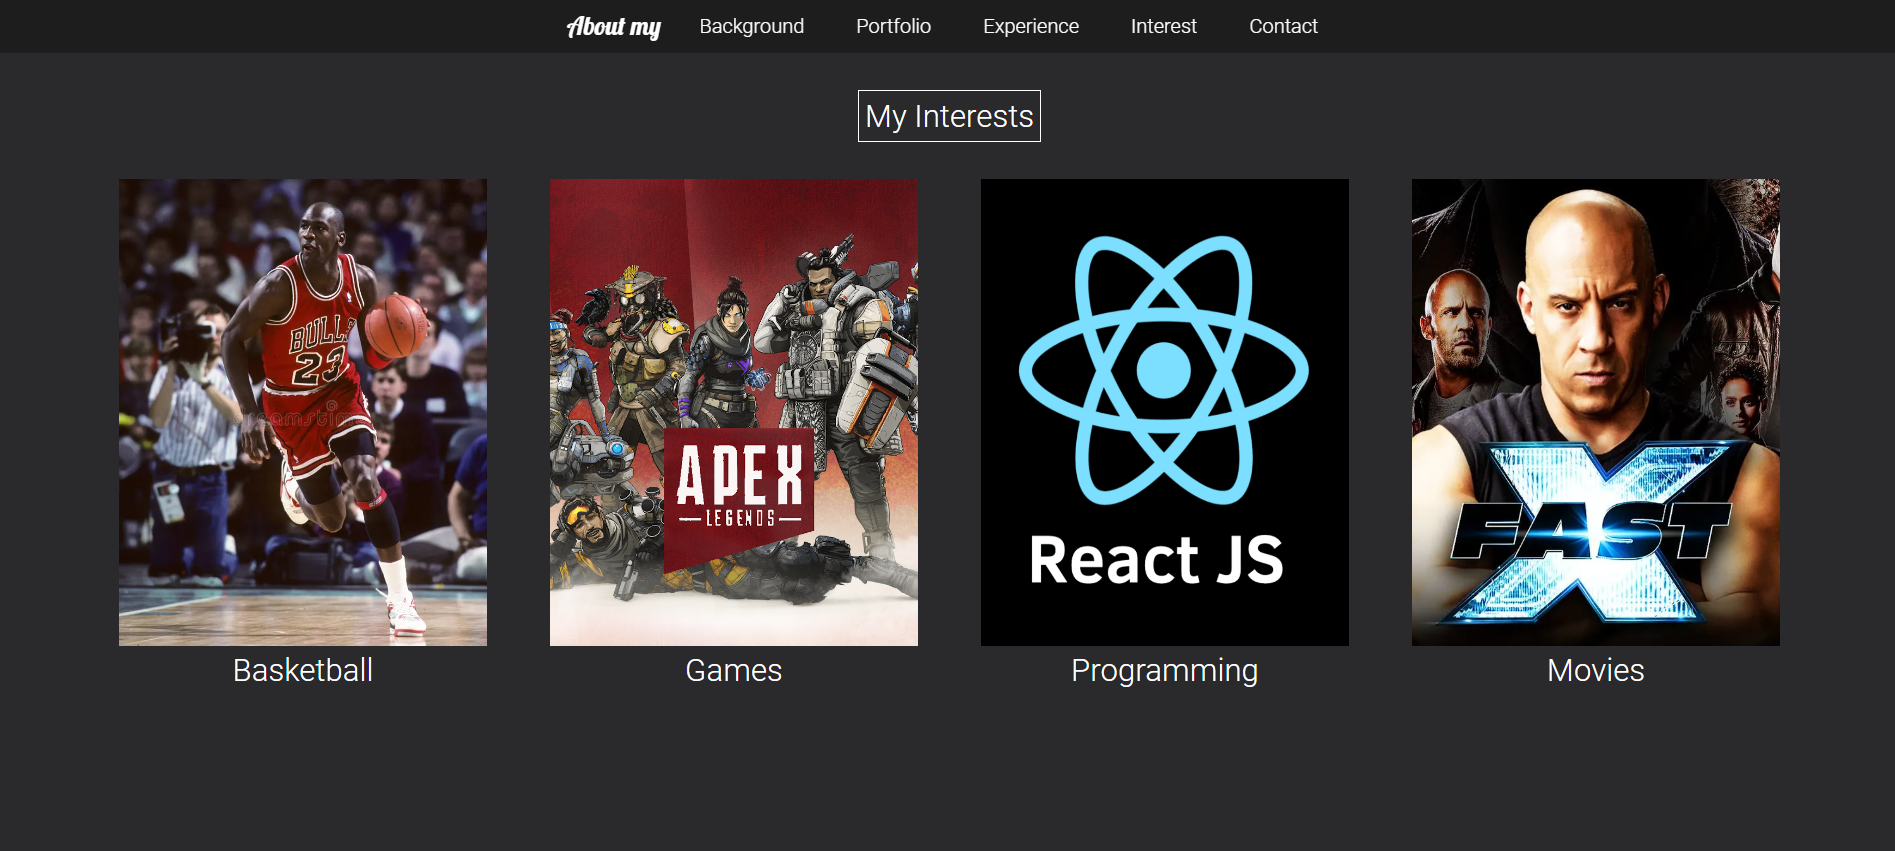 About my Background Portfolio Experience Interest Contact
My Interests
BULLS
23
dreamstime
APEX
LEGENDS
React JS
FAST
X
Basketball Games Programming Movies